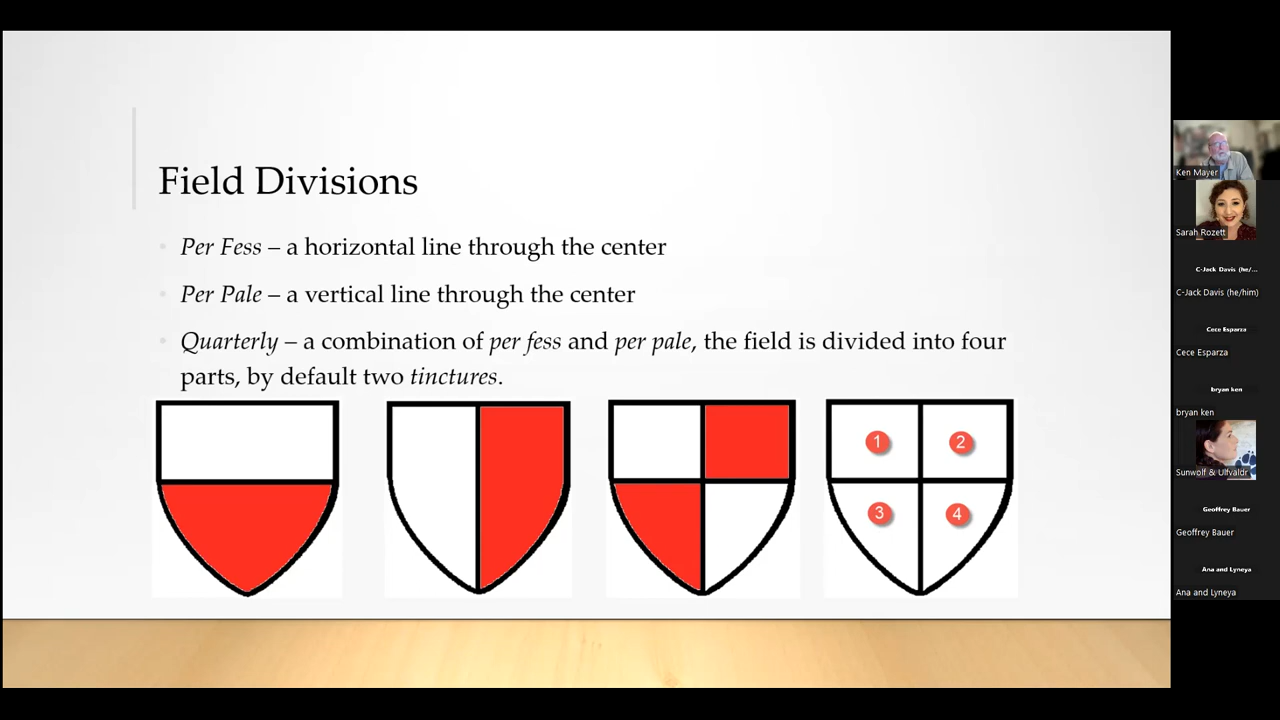 Field Divisions
Per Fess – a horizontal line through the center
Per Pale – a vertical line through the center
Quarterly – a combination of per fess and per pale, the field is divided into four
parts, by default two tinctures.
1
2
3
4
Ken Mayer
Sarah Rozett
C-Jack Davis (he/...
C-Jack Davis (he/him)
Cece Esparza
Cece Esparza
bryan ken
bryan ken
Sunwolf & Ulfvaldr
Geoffrey Bauer
Geoffrey Bauer
Ana and Lyneya
Ana and Lyneya